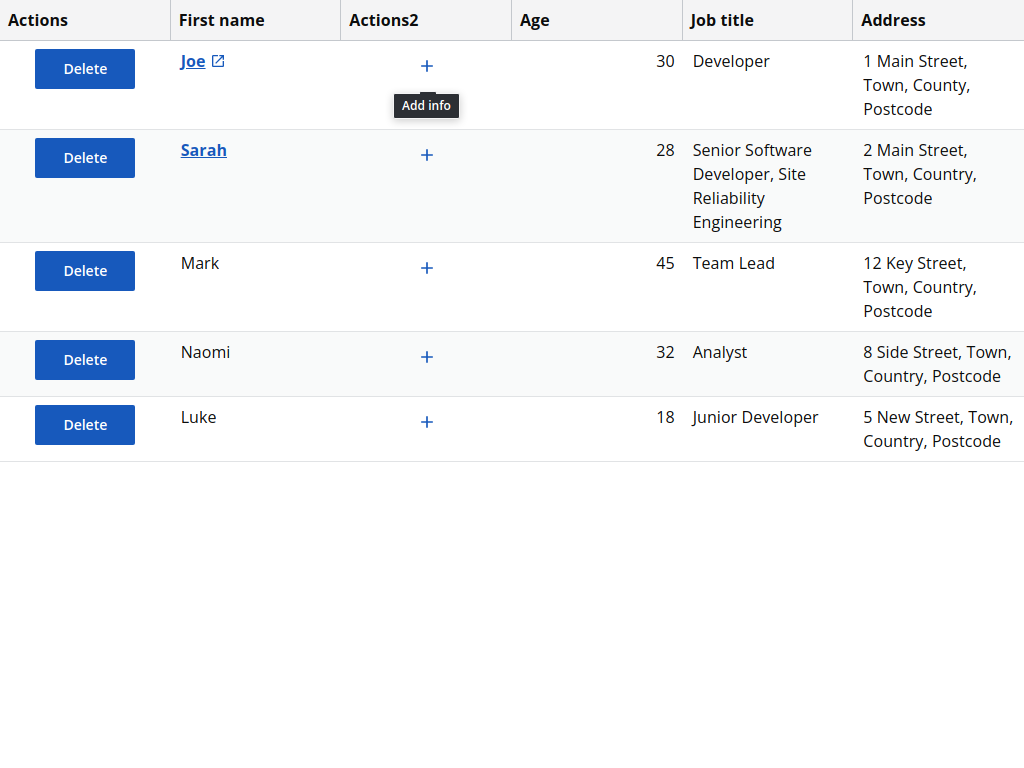 Actions First name Actions2 Age Job title Address
Delete Joe 30 Developer 1 Main Street,
Town, County,
Postcode
Add info
Delete Sarah 28 Senior Software 2 Main Street,
Developer, Site Town, Country,
Reliability Postcode
Engineering
Delete Mark 45 Team Lead 12 Key Street,
Town, Country,
Postcode
Delete Naomi 32 Analyst 8 Side Street, Town,
Country, Postcode
Delete Luke 18 Junior Developer 5 New Street, Town,
Country, Postcode